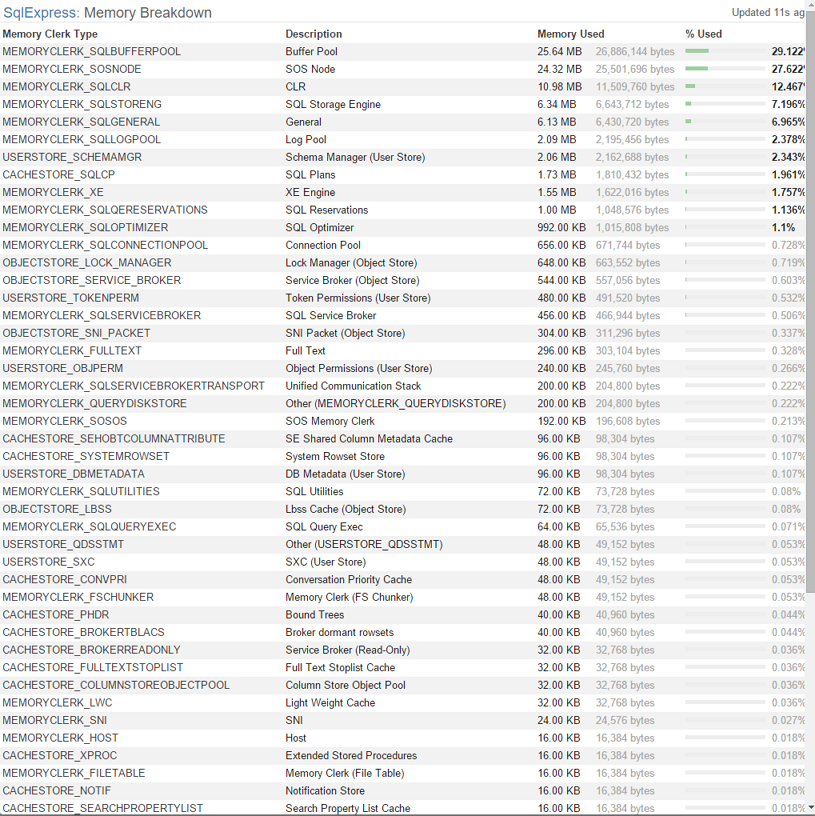 SqlExpress: Memory Breakdown Updated 11s ag
Memory Clerk Type Description Memory Used % Used
MEMORYCLERK_SQLBUFFERPOOL Buffer Pool 25.64 MB 26,886,144 bytes 29.122%
MEMORYCLERK_SOSNODE SOS Node 24.32 MB 25,501,696 bytes 27.622%
MEMORYCLERK_SQLCLR CLR 10.98 MB 11,509,760 bytes 12.467%
MEMORYCLERK_SQLSTORENG SQL Storage Engine 6.34 MB 6,643,712 bytes 7.196%
MEMORYCLERK_SQLGENERAL General 6.13 MB 6,430,720 bytes 6.965%
MEMORYCLERK_SQLLOGPOOL Log Pool 2.09 MB 2,195,456 bytes 2.378%
USERSTORE_SCHEMAMGR Schema Manager (User Store) 2.06 MB 2,162,688 bytes 2.343%
CACHESTORE_SQLCP SQL Plans 1.73 MB 1,810,432 bytes 1.961%
MEMORYCLERK_XE XE Engine 1.55 MB 1,622,016 bytes 1.757%
MEMORYCLERK_SQLQERESERVATIONS SQL Reservations 1.00 MB 1,048,576 bytes 1.136%
MEMORYCLERK_SQLOPTIMIZER SQL Optimizer 992.00 KB 1,015,808 bytes 1.1%
MEMORYCLERK_SQLCONNECTIONPOOL Connection Pool 656.00 KB 671,744 bytes 0.728%
OBJECTSTORE_LOCK_MANAGER Lock Manager (Object Store) 648.00 KB 663,552 bytes 0.719%
OBJECTSTORE_SERVICE_BROKER Service Broker (Object Store) 544.00 KB 557,056 bytes 0.603%
USERSTORE_TOKENPERM Token Permissions (User Store) 480.00 KB 491,520 bytes 0.532%
MEMORYCLERK_SQLSERVICEBROKER SQL Service Broker 456.00 KB 466,944 bytes 0.506%
OBJECTSTORE_SNI_PACKET SNI Packet (Object Store) 304.00 KB 311,296 bytes 0.337%
MEMORYCLERK_FULLTEXT Full Text 296.00 KB 303,104 bytes 0.328%
USERSTORE_OBJPERM Object Permissions (User Store) 240.00 KB 245,760 bytes 0.266%
MEMORYCLERK_SQLSERVICEBROKERTRANSPORT Unified Communication Stack 200.00 KB 204,800 bytes 0.222%
MEMORYCLERK_QUERYDISKSTORE Other (MEMORYCLERK_QUERYDISKSTORE) 200.00 KB 204,800 bytes 0.222%
MEMORYCLERK_SOSOS SOS Memory Clerk 192.00 KB 196,608 bytes 0.213%
CACHESTORE_SEHOBTCOLUMNATTRIBUTE SE Shared Column Metadata Cache 96.00 KB 98,304 bytes 0.107%
CACHESTORE_SYSTEMROWSET System Rowset Store 96.00 KB 98,304 bytes 0.107%
USERSTORE_DBMETADATA DB Metadata (User Store) 96.00 KB 98,304 bytes 0.107%
MEMORYCLERK_SQLUTILITIES SQL Utilities 72.00 KB 73,728 bytes 0.08%
OBJECTSTORE_LBSS Lbss Cache (Object Store) 72.00 KB 73,728 bytes 0.08%
MEMORYCLERK_SQLQUERYEXEC SQL Query Exec 64.00 KB 65,536 bytes 0.071%
USERSTORE_QDSSTMT Other (USERSTORE_QDSSTMT) 48.00 KB 49,152 bytes 0.053%
USERSTORE_SXC SXC (User Store) 48.00 KB 49,152 bytes 0.053%
CACHESTORE_CONVPRI Conversation Priority Cache 48.00 KB 49,152 bytes 0.053%
MEMORYCLERK_FSCHUNKER Memory Clerk (FS Chunker) 48.00 KB 49,152 bytes 0.053%
CACHESTORE_PHDR Bound Trees 40.00 KB 40,960 bytes 0.044%
CACHESTORE_BROKERTBLACS Broker dormant rowsets 40.00 KB 40,960 bytes 0.044%
CACHESTORE_BROKERREADONLY Service Broker (Read-Only) 32.00 KB 32,768 bytes 0.036%
CACHESTORE_FULLTEXTSTOPLIST Full Text Stoplist Cache 32.00 KB 32,768 bytes 0.036%
CACHESTORE_COLUMNSTOREOBJECTPOOL Column Store Object Pool 32.00 KB 32,768 bytes 0.036%
MEMORYCLERK_LWC Light Weight Cache 32.00 KB 32,768 bytes 0.036%
MEMORYCLERK_SNI SNI 24.00 KB 24,576 bytes 0.027%
MEMORYCLERK_HOST Host 16.00 KB 16,384 bytes 0.018%
CACHESTORE_XPROC Extended Stored Procedures 16.00 KB 16,384 bytes 0.018%
MEMORYCLERK_FILETABLE Memory Clerk (File Table) 16.00 KB 16,384 bytes 0.018%
CACHESTORE_NOTIF Notification Store 16.00 KB 16,384 bytes 0.018%
CACHESTORE_SEARCHPROPERTYLIST Search Property List Cache 16.00 KB 16,384 bytes 0.018%